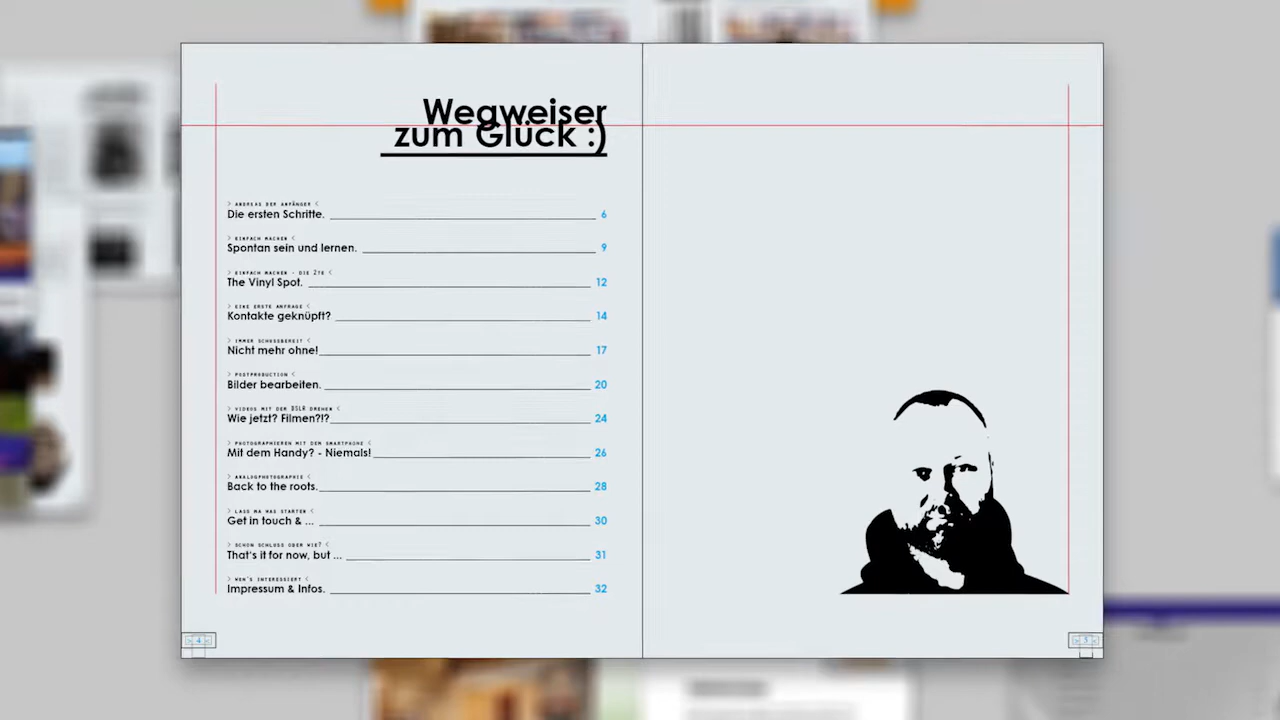 Wegweiser
zum Glück :)
> ANDREAS DER ANFÄNGER <
Die ersten Schritte. 6
> EINFACH MACHEN <
Spontan sein und lernen. 9
> EINFACH MACHEN - DIE 2TE <
The Vinyl Spot. 12
> EINE ERSTE ANFRAGE <
Kontakte geknüpft? 14
> IMMER SCHUSSBEREIT <
Nicht mehr ohne! 17
> POSTPRODUCTION <
Bilder bearbeiten. 20
> VIDEOS MIT DEM DSLR DREHEN <
Wie jetzt? Filmen?!? 24
> PHOTOGRAPHIEREN MIT DEM SMARTPHONE <
Mit dem Handy? - Niemals! 26
> ANALOGPHOTOGRAPHIE <
Back to the roots. 28
> LASS MA WAS STARTEN <
Get in touch & ... 30
> SCHON SCHLUSS ODER WIE? <
That's it for now, but ... 31
> WEN'S INTERESSIERT <
Impressum & Infos. 32
> 4 <
> 5 <